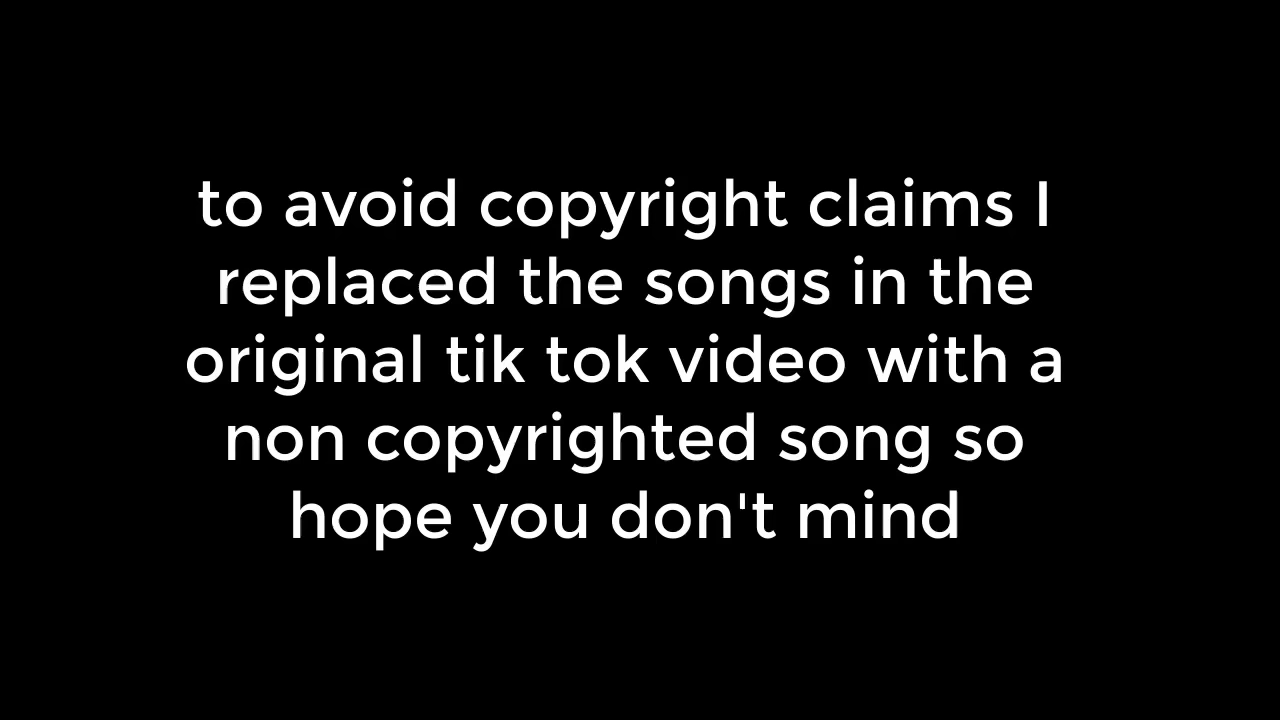 to avoid copyright claims I
replaced the songs in the
original tik tok video with a
non copyrighted song so
hope you don't mind